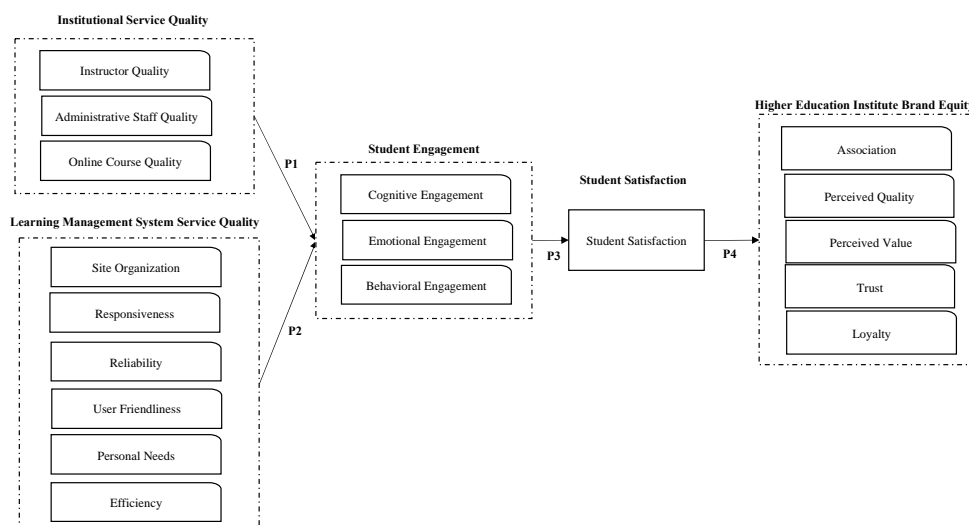 Institutional Service Quality
Instructor Quality
Administrative Staff Quality
Online Course Quality
Learning Management System Service Quality
Site Organization
Responsiveness
Reliability
User Friendliness
Personal Needs
Efficiency
P1
P2
Student Engagement
Cognitive Engagement
Emotional Engagement
Behavioral Engagement
P3
Student Satisfaction
Student Satisfaction
P4
Higher Education Institute Brand Equity
Association
Perceived Quality
Perceived Value
Trust
Loyalty